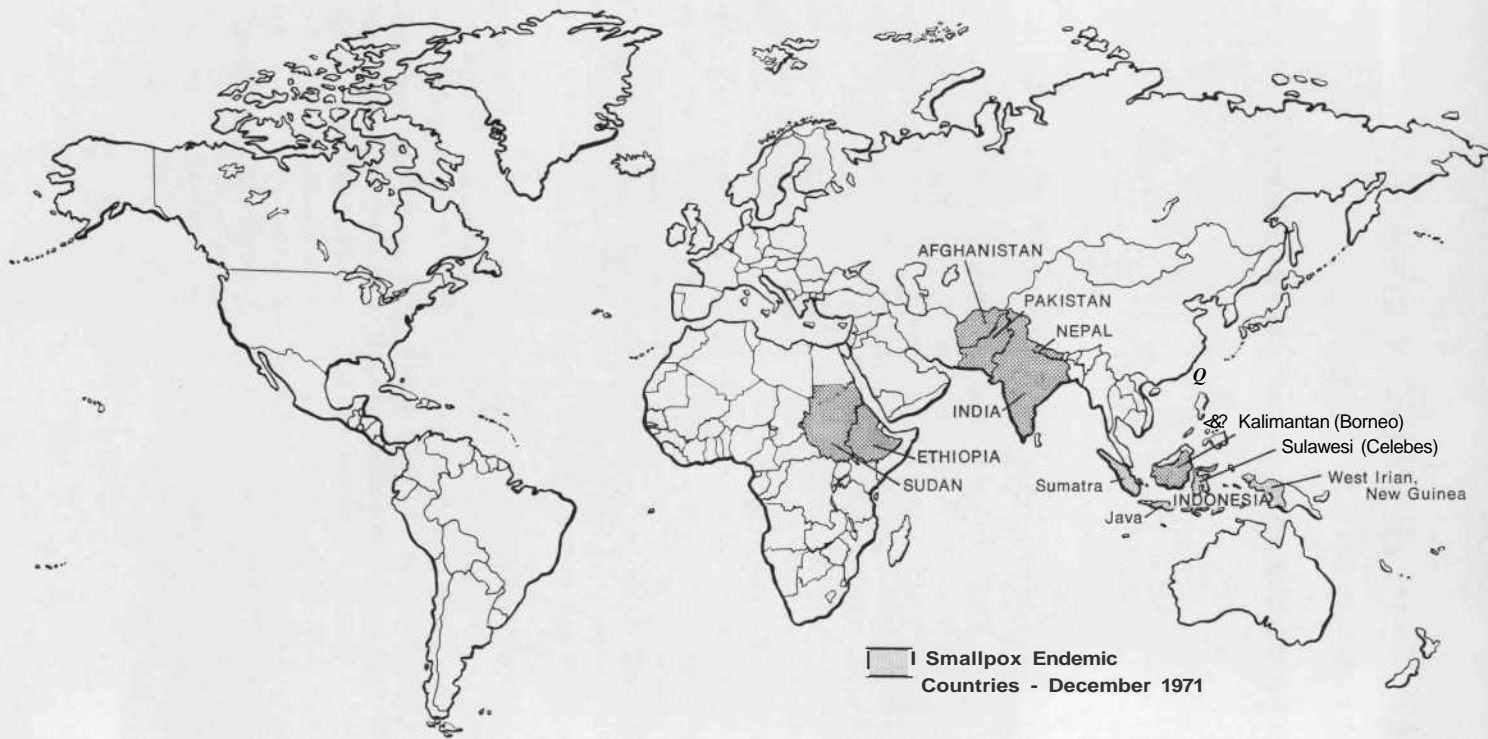 AFGHANISTAN
PAKISTAN
NEPAL
Q
INDIA
<&? Kalimantan (Borneo)
Sulawesi (Celebes)
ETHIOPIA
SUDAN
Sumatra
West Irian,
New Guinea
INDONESIA
Java
I Smallpox Endemic
Countries - December 1971